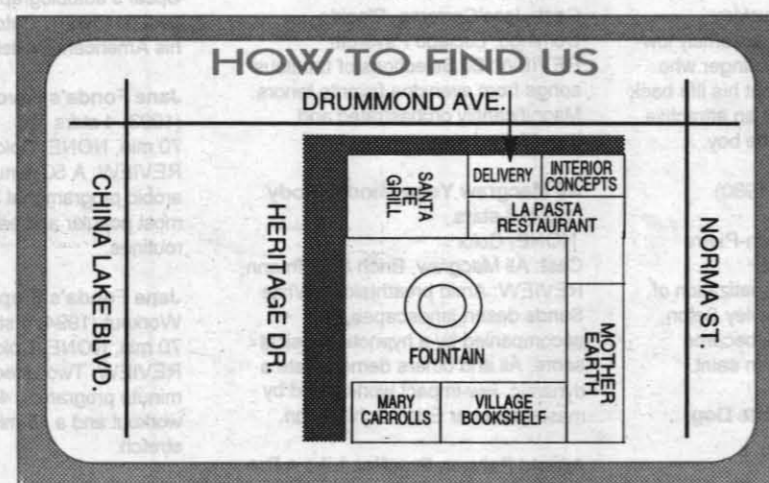 HOW TO FIND US
DRUMMOND AVE.
CHINA LAKE BLVD.
HERITAGE DR.
NORMA ST.
SANTA
FE
GRILL
DELIVERY
INTERIOR
CONCEPTS
LA PASTA
RESTAURANT
FOUNTAIN
MOTHER
EARTH
MARY
CARROLLS
VILLAGE
BOOKSHELF